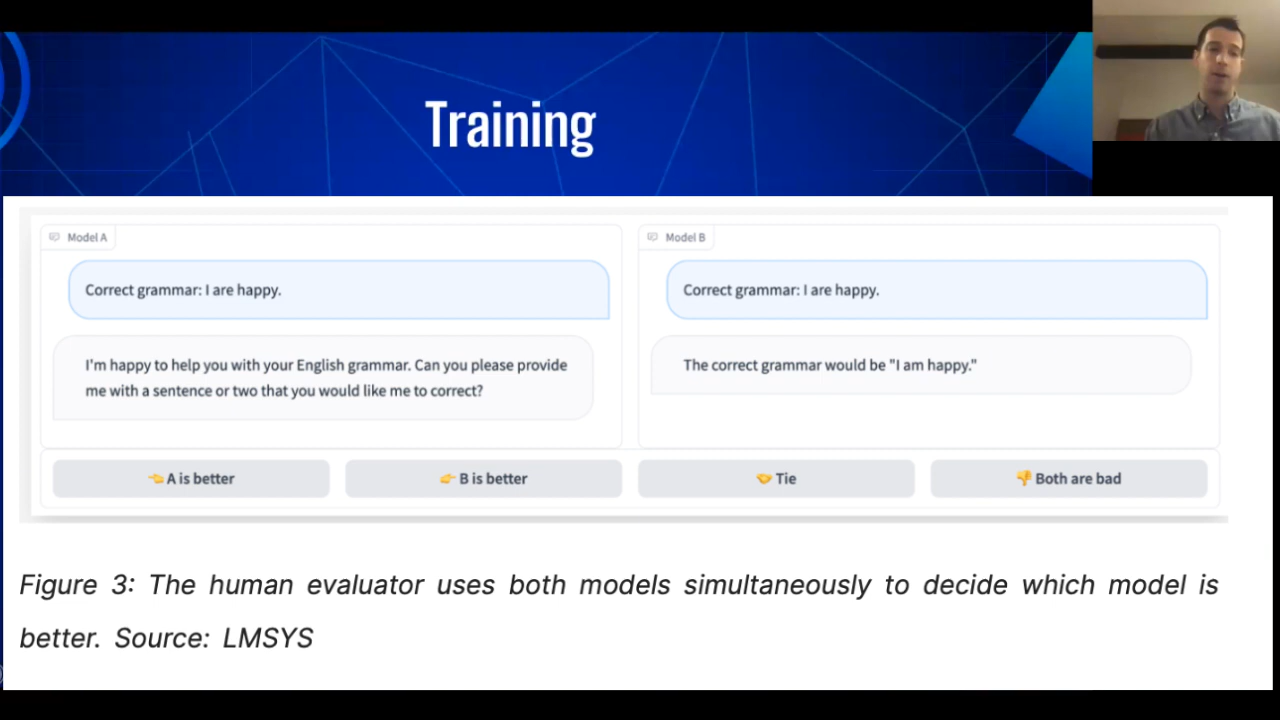 Training
Model A
Correct grammar: I are happy.
I'm happy to help you with your English grammar. Can you please provide
me with a sentence or two that you would like me to correct?
Model B
Correct grammar: I are happy.
The correct grammar would be "I am happy."
👈 A is better
👉 B is better
🤝 Tie
👎 Both are bad
Figure 3: The human evaluator uses both models simultaneously to decide which model is
better. Source: LMSYS